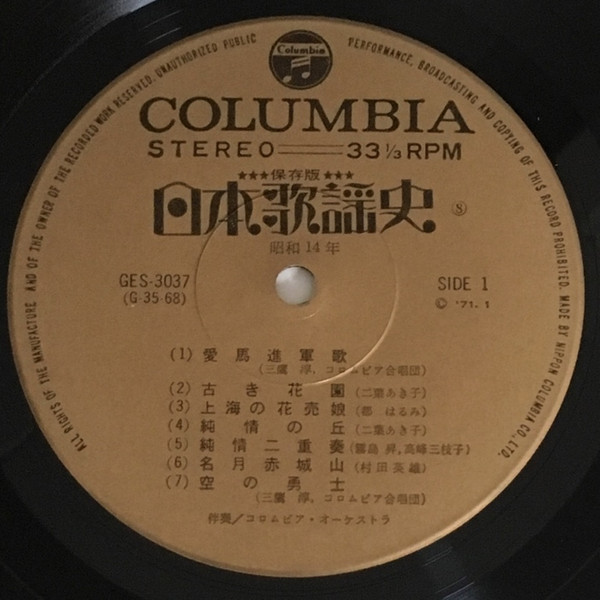 ALL RIGHTS OF THE MANUFACTURE AND OF THE OWNER OF THE RECORDED WORK RESERVED. UNAUTHORIZED PUBLIC PERFORMANCE, BROADCASTING AND COPYING OF THIS RECORD PROHIBITED. MADE BY NIPPON COLUMBIA CO., LTD.
Columbia
COLUMBIA
STEREO 33 1/3 RPM
★★★保存版★★★
日本歌謡史 Ⓢ
昭和14年
GES-3037 SIDE 1
(G-35-68) © '71. 1
(1) 愛馬進軍歌
(三鷹 淳, コロムビア合唱団)
(2) 古き花園 (二葉あき子)
(3) 上海の花売娘 (都 はるみ)
(4) 純情の丘 (二葉あき子)
(5) 純情二重奏 (霧島 昇, 高峰三枝子)
(6) 名月赤城山 (村田英雄)
(7) 空の勇士
(三鷹 淳, コロムビア合唱団)
伴奏/コロムビア・オーケストラ